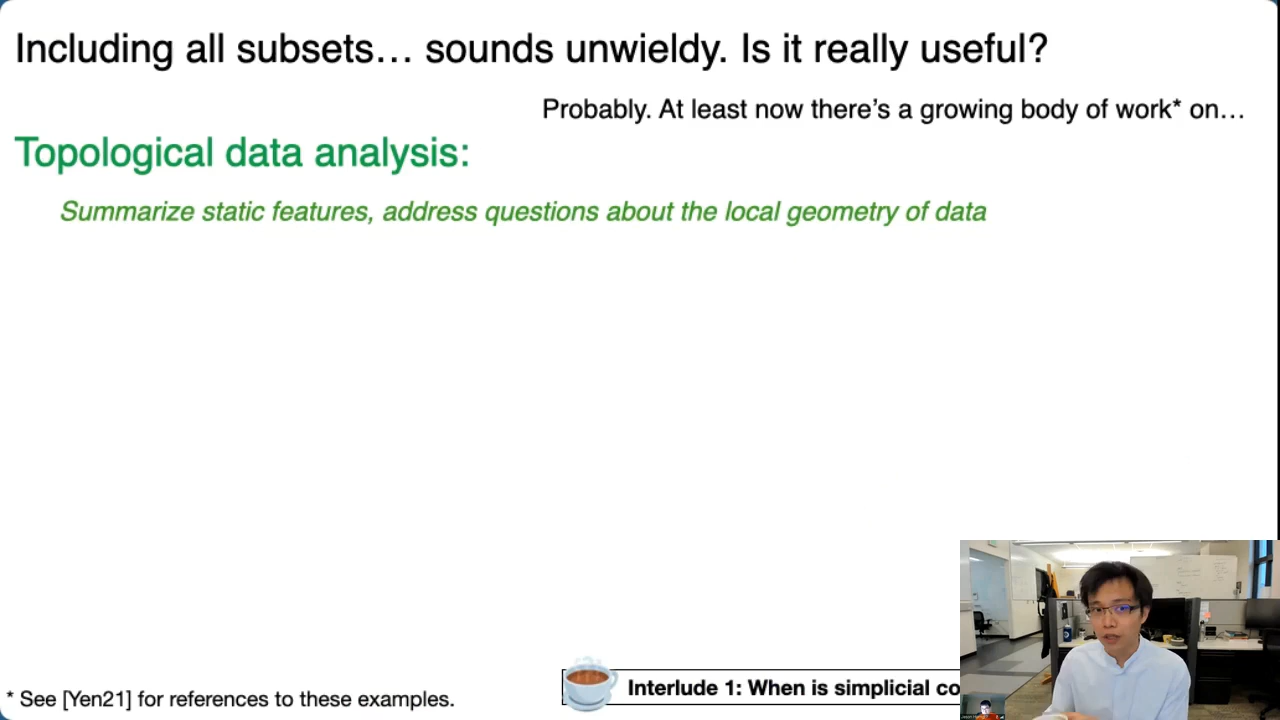 Including all subsets… sounds unwieldy. Is it really useful?
Probably. At least now there's a growing body of work* on…
Topological data analysis:
Summarize static features, address questions about the local geometry of data
* See [Yen21] for references to these examples.
Interlude 1: When is simplicial co